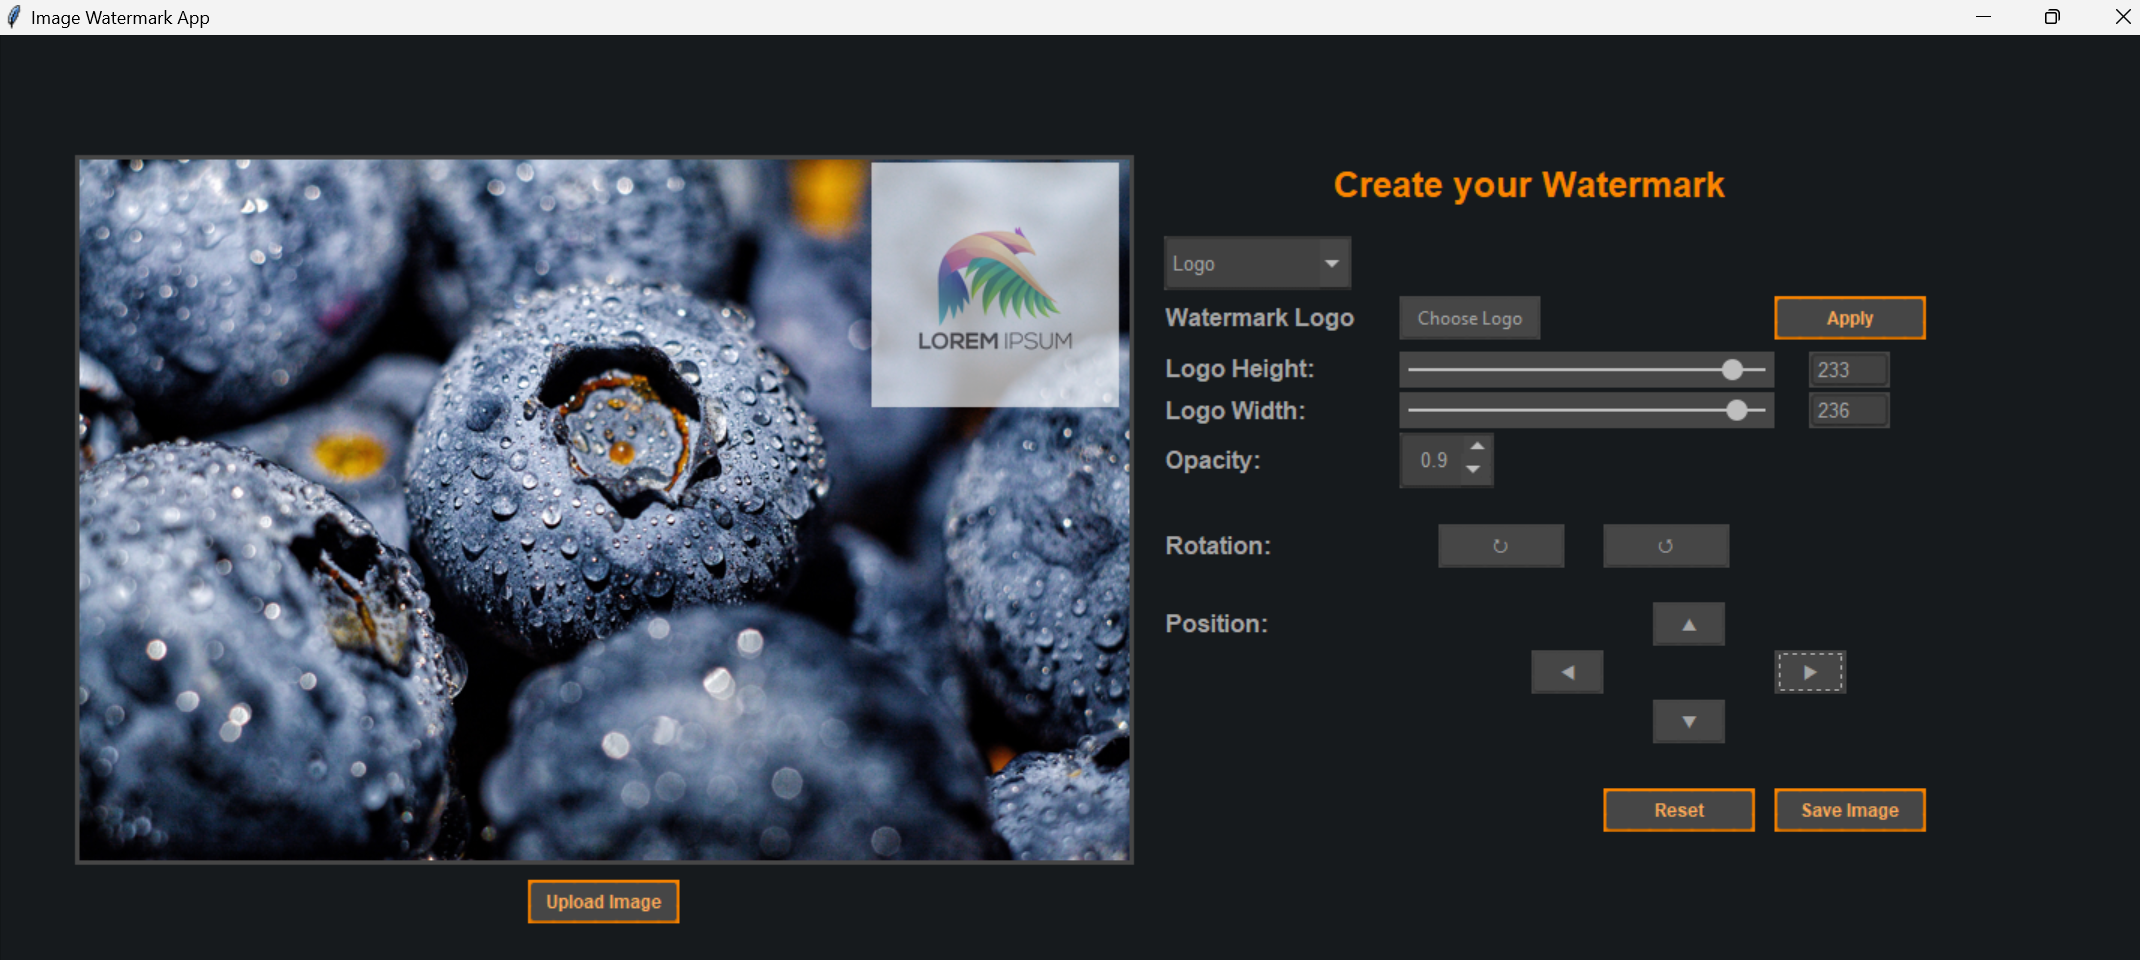 Image Watermark App
LOREM IPSUM
Create your Watermark
Logo
Watermark Logo
Choose Logo
Apply
Logo Height:
233
Logo Width:
236
Opacity:
0.9
Rotation:
Position:
Reset
Save Image
Upload Image